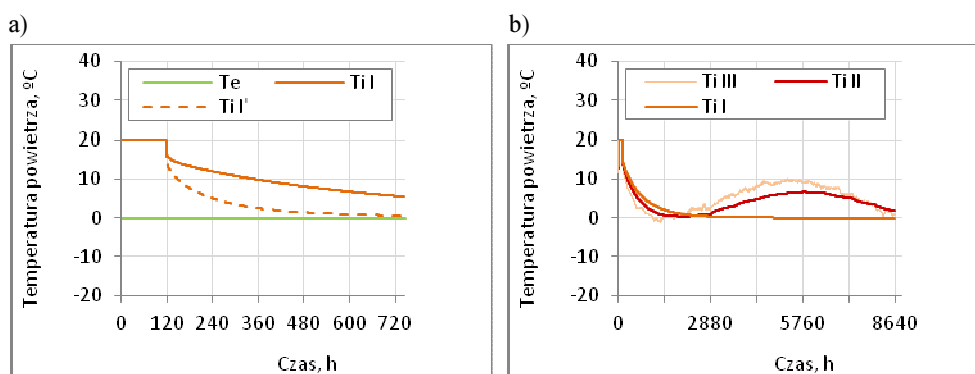 a)
Temperatura powietrza, ºC
40
30
20
10
0
-10
-20
Te
Ti I
Ti I'
0 120 240 360 480 600 720
Czas, h
b)
Temperatura powietrza, ºC
40
30
20
10
0
-10
-20
Ti III
Ti II
Ti I
0 2880 5760 8640
Czas, h